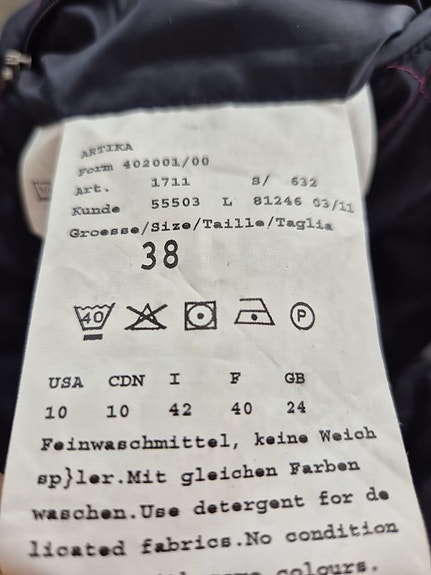 ARTIKA
Form 402001/00
Art. 1711 S/ 632
Kunde 55503 L 81246 03/11
Groesse/Size/Taille/Taglia
38
40
P
USA CDN I F GB
10 10 42 40 24
Feinwaschmittel, keine Weich
sp}ler.Mit gleichen Farben
waschen.Use detergent for de
licated fabrics.No condition
same colours.